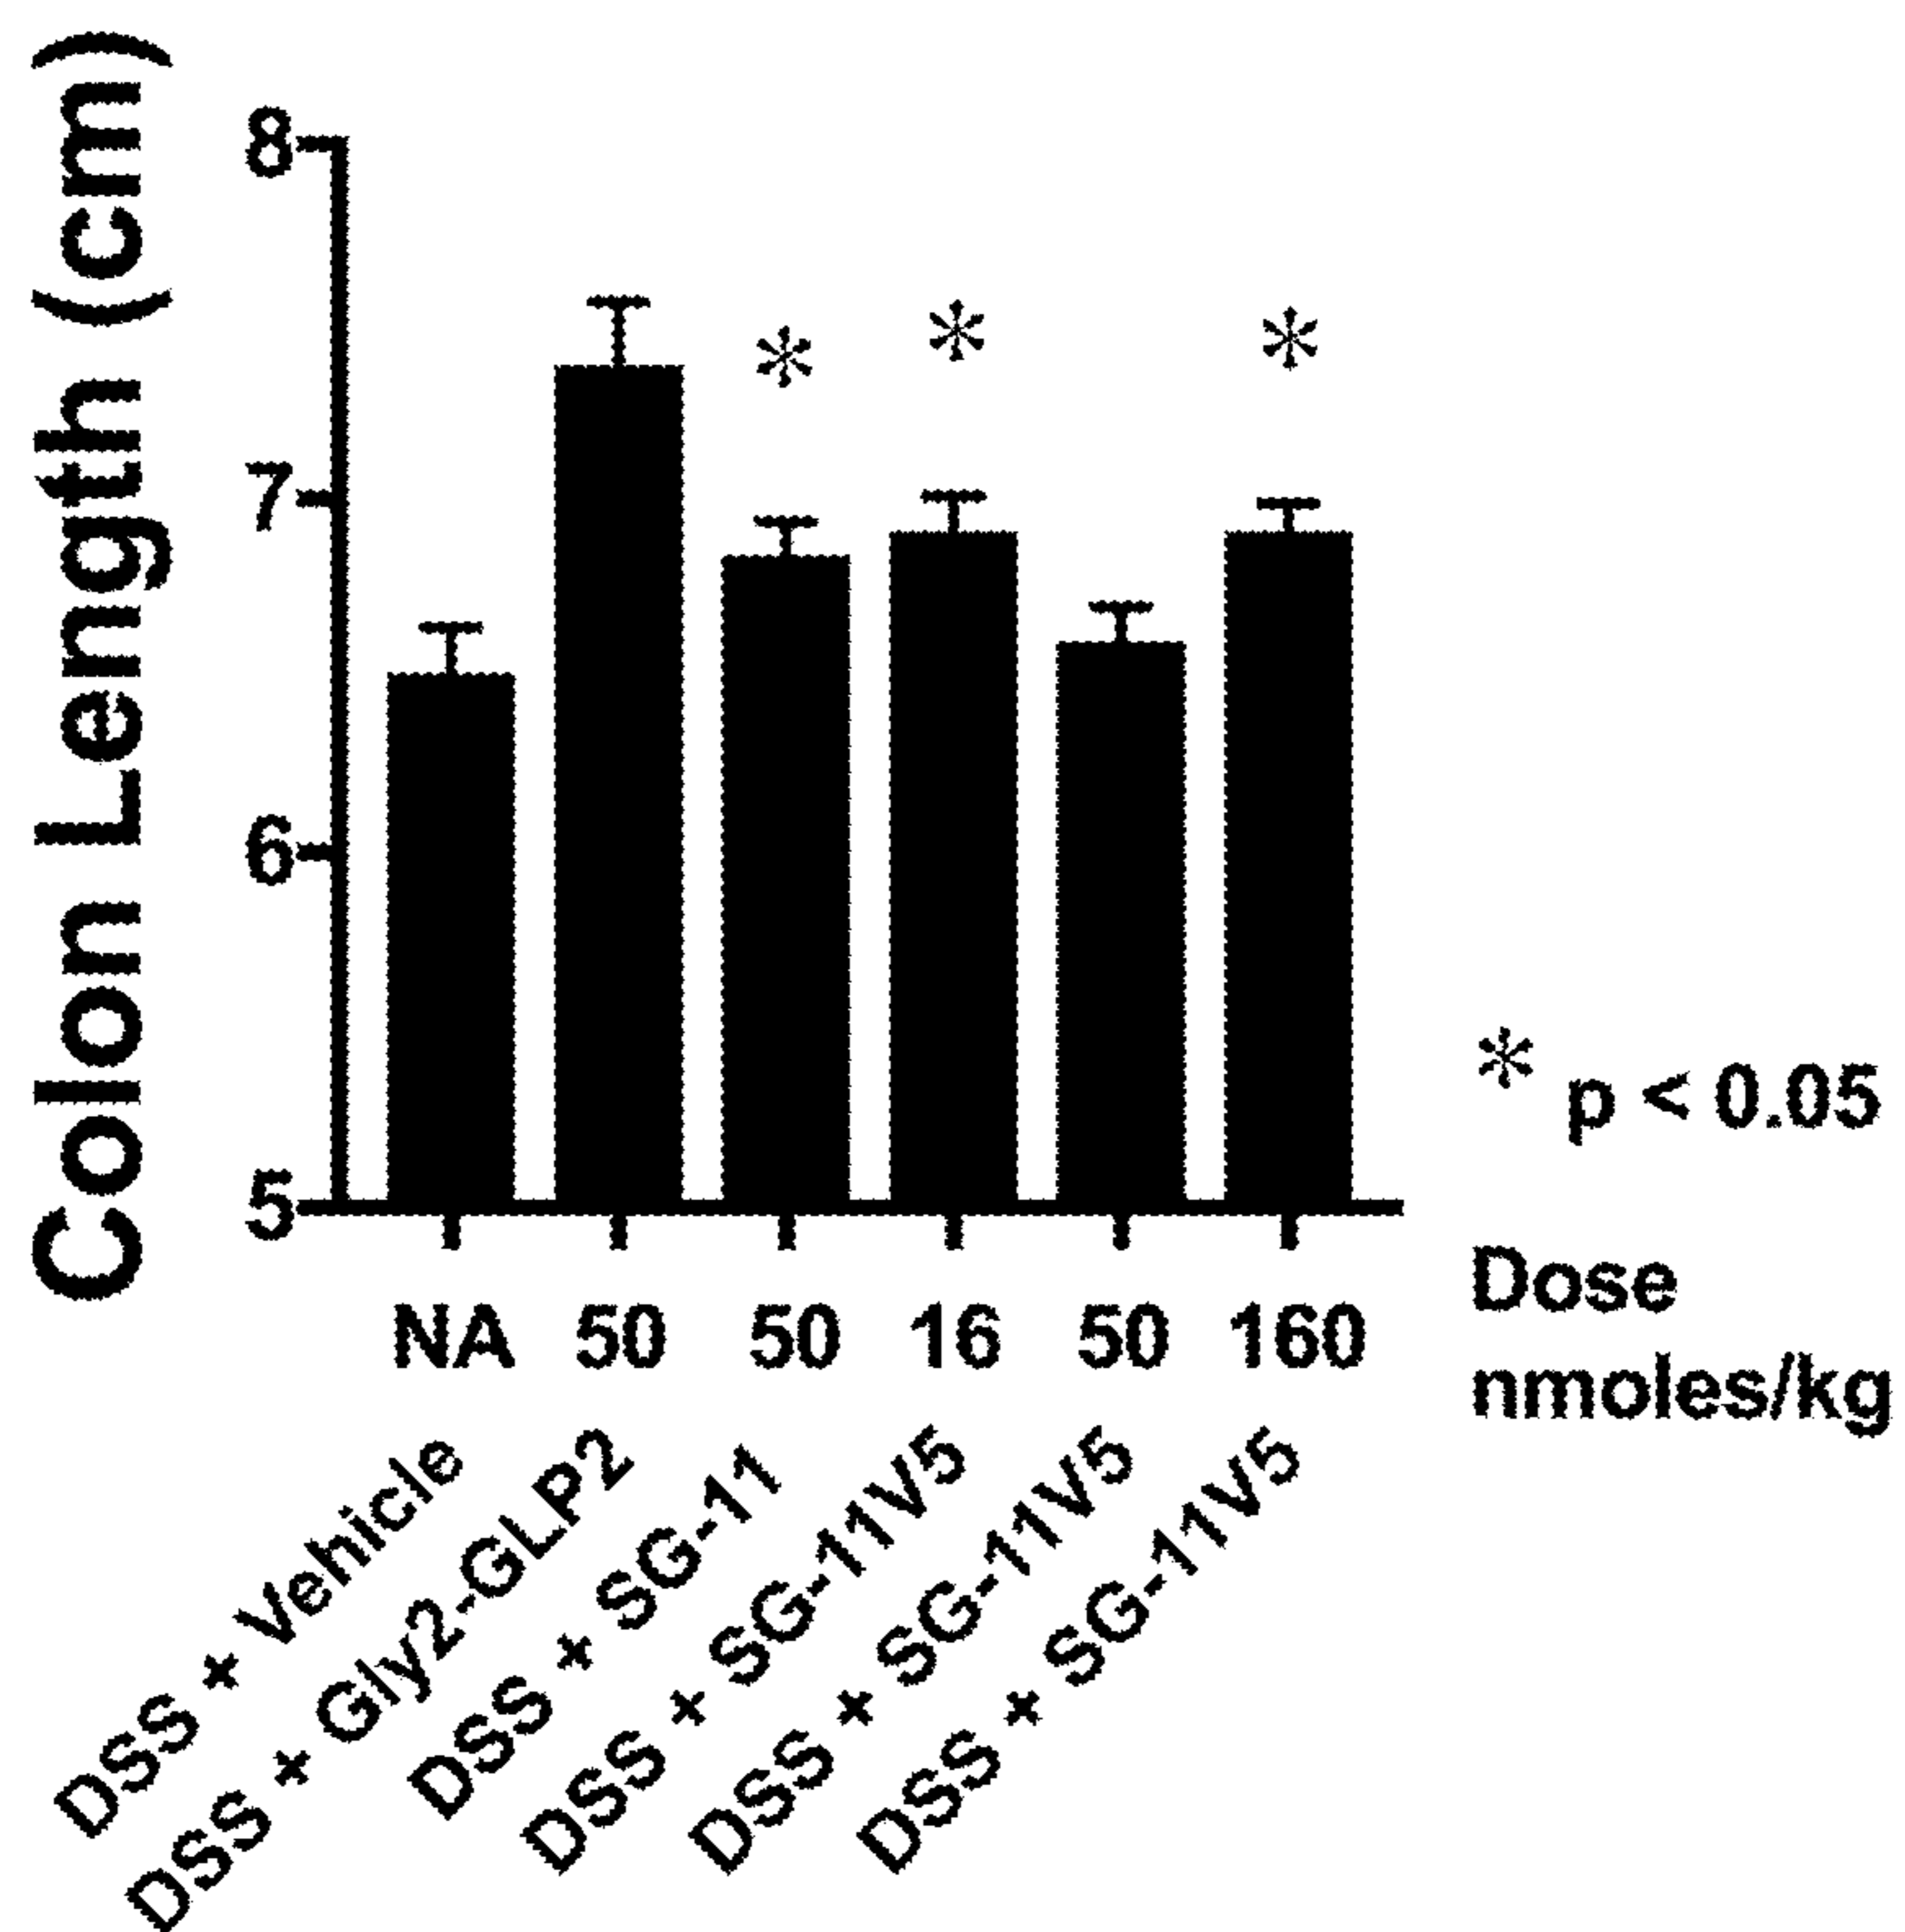 Colon Length (cm)
8
7
6
5
*
*
*
* p < 0.05
NA 50 50 16 50 160
Dose
nmoles/kg
DSS + Vehicle
DSS + Gly2-GLP2
DSS + SG-11
DSS + SG-11V5
DSS + SG-11V5
DSS + SG-11V5